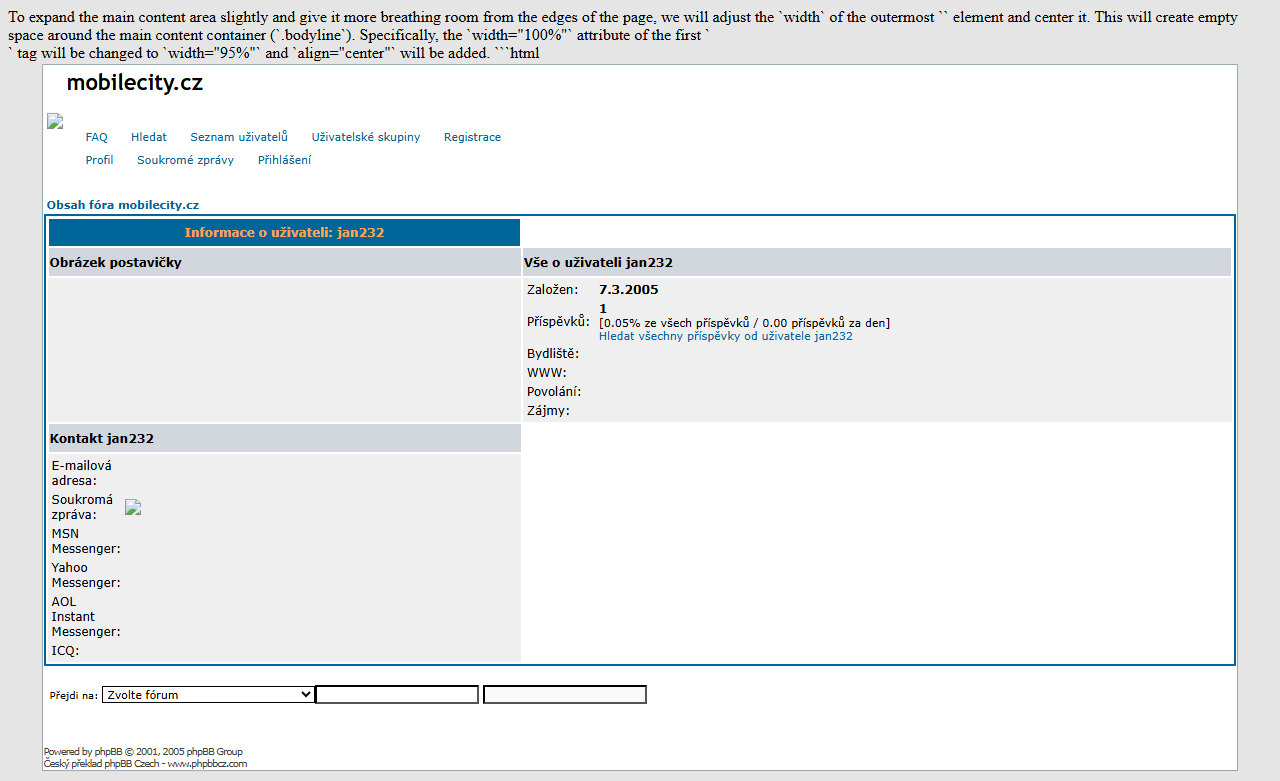 To expand the main content area slightly and give it more breathing room from the edges of the page, we will adjust the `width` of the outermost `` element and center it. This will create empty
space around the main content container (`.bodyline`). Specifically, the `width="100%"` attribute of the first `
` tag will be changed to `width="95%"` and `align="center"` will be added. ```html
mobilecity.cz
FAQ Hledat Seznam uživatelů Uživatelské skupiny Registrace
Profil Soukromé zprávy Přihlášení
Obsah fóra mobilecity.cz
Informace o uživateli: jan232
Obrázek postavičky Vše o uživateli jan232
Založen: 7.3.2005
Příspěvků: 1
[0.05% ze všech příspěvků / 0.00 příspěvků za den]
Hledat všechny příspěvky od uživatele jan232
Bydliště:
WWW:
Povolání:
Zájmy:
Kontakt jan232
E-mailová
adresa:
Soukromá
zpráva:
MSN
Messenger:
Yahoo
Messenger:
AOL
Instant
Messenger:
ICQ:
Přejdi na: Zvolte fórum
Powered by phpBB © 2001, 2005 phpBB Group
Český překlad phpBB Czech - www.phpbbcz.com